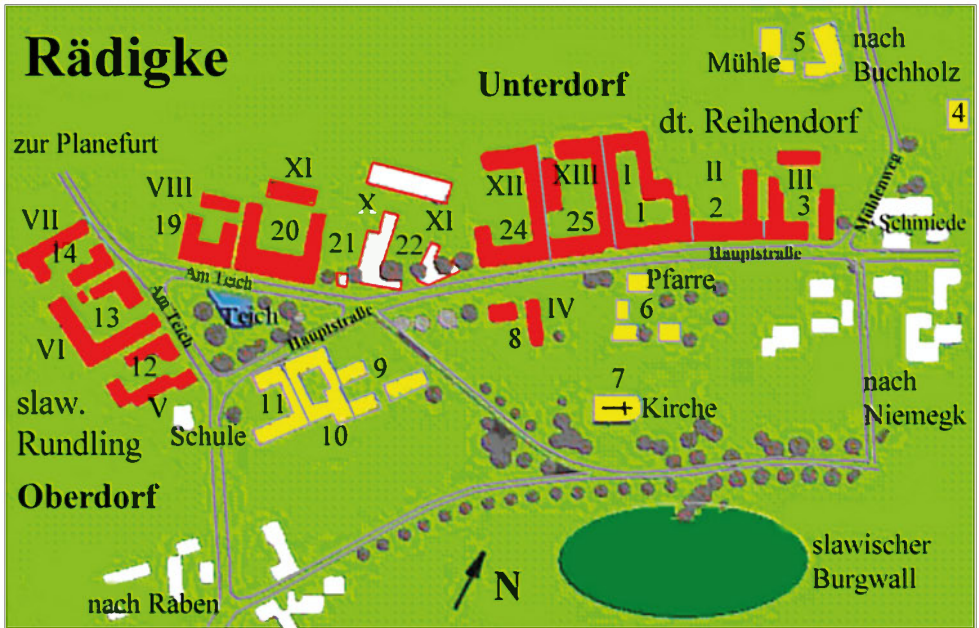 Rädigke
Unterdorf
dt. Reihendorf
Mühle
5
nach
Buchholz
4
Mühlenweg
Schmiede
zur Planefurt
VII
14
VIII
19
XI
20
X
21
XI
22
XII
24
XIII
25
I
1
II
2
III
3
Hauptstraße
Am Teich
Am Teich
Teich
Hauptstraße
13
VI
12
V
8
IV
Pfarre
6
7
Kirche
9
10
11
Schule
slaw.
Rundling
Oberdorf
nach
Niemegk
nach Raben
N
slawischer
Burgwall